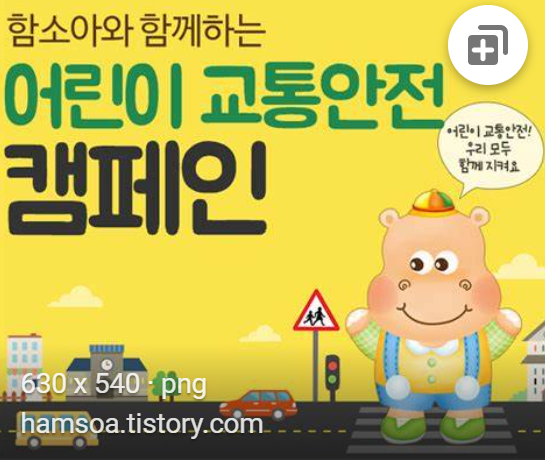 함소아와 함께하는
어린이 교통안전
캠페인
어린이 교통안전!
우리 모두
함께 지켜요
630 x 540 · png
hamsoa.tistory.com